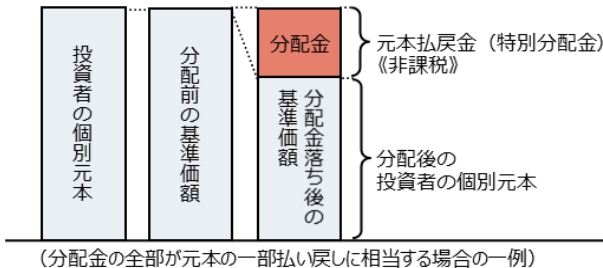 投資者の個別元本
分配前の基準価額
分配金
分配金落ち後の
基準価額
元本払戻金（特別分配金）
《非課税》
分配後の
投資者の個別元本
（分配金の全部が元本の一部払い戻しに相当する場合の一例）